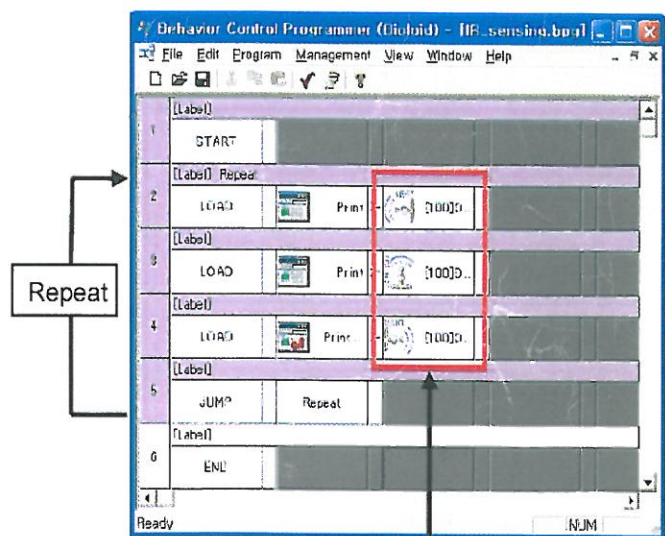 Behavior Control Programmer (Bioloid) - [IR_sensing.bpg]
File Edit Program Management View Window Help
[Label]
1 START
[Label] Repeat
2 LOAD Print [100]D..
[Label]
3 LOAD Print [100]D..
Repeat
[Label]
4 LOAD Print.. [100]D..
[Label]
5 JUMP Repeat
[Label]
6 END
Ready NUM